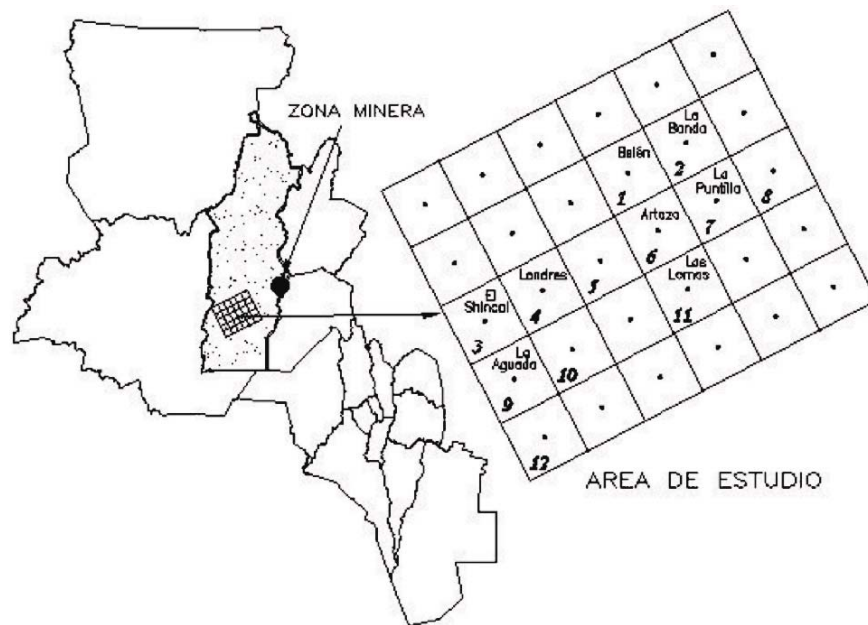 ZONA MINERA
La
Banda
2
Belén
1
La
Puntilla
7
8
Artaza
6
El
Shincal
3
Londres
4
5
Las
Lomas
11
La
Aguada
9
10
12
AREA DE ESTUDIO